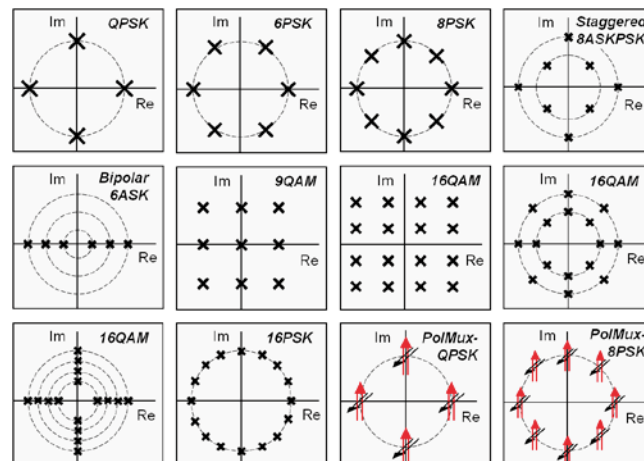 Im QPSK
Re
Im 6PSK
Re
Im 8PSK
Re
Im Staggered
8ASKPSK
Re
Im Bipolar
6ASK
Re
Im 9QAM
Re
Im 16QAM
Re
Im 16QAM
Re
Im 16QAM
Re
Im 16PSK
Re
Im PolMux-
QPSK
Re
Im PolMux-
8PSK
Re